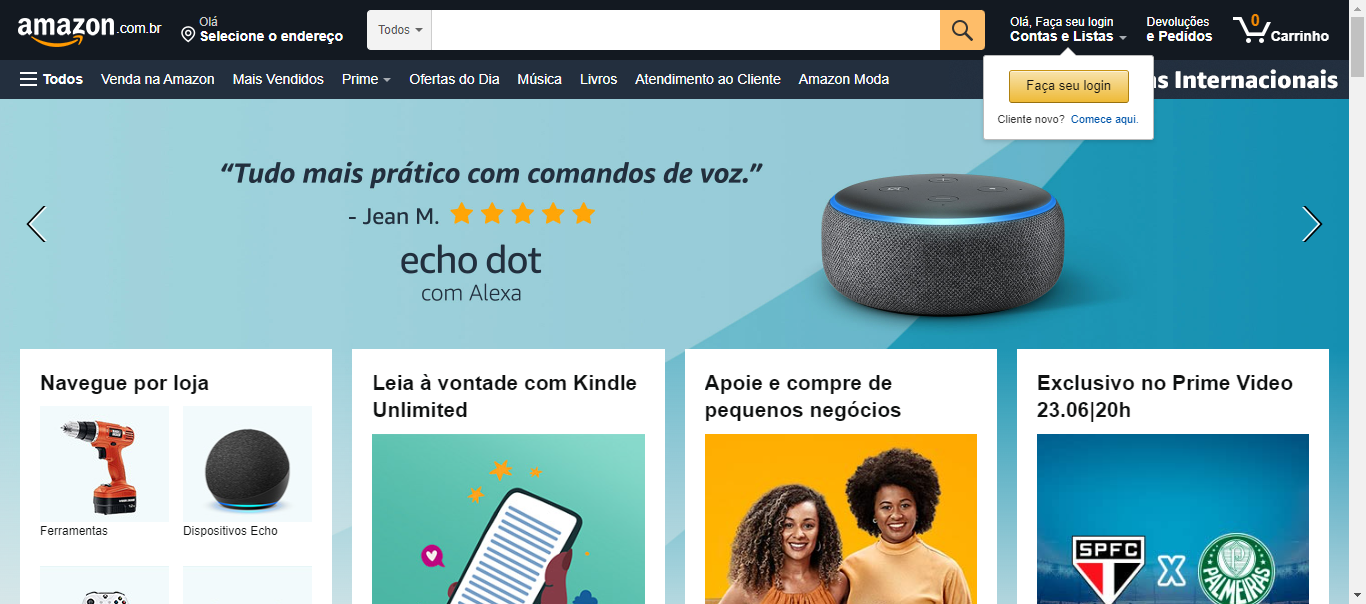 amazon.com.br
Olá
Selecione o endereço
Todos
Olá, Faça seu login
Contas e Listas
Devoluções
e Pedidos
0
Carrinho
Todos
Venda na Amazon
Mais Vendidos
Prime
Ofertas do Dia
Música
Livros
Atendimento ao Cliente
Amazon Moda
Internacionais
Faça seu login
Cliente novo? Comece aqui.
“Tudo mais prático com comandos de voz.”
- Jean M.
echo dot
com Alexa
Navegue por loja
Ferramentas
Dispositivos Echo
Leia à vontade com Kindle
Unlimited
Apoie e compre de
pequenos negócios
Exclusivo no Prime Video
23.06|20h
SPFC
X
PALMEIRAS